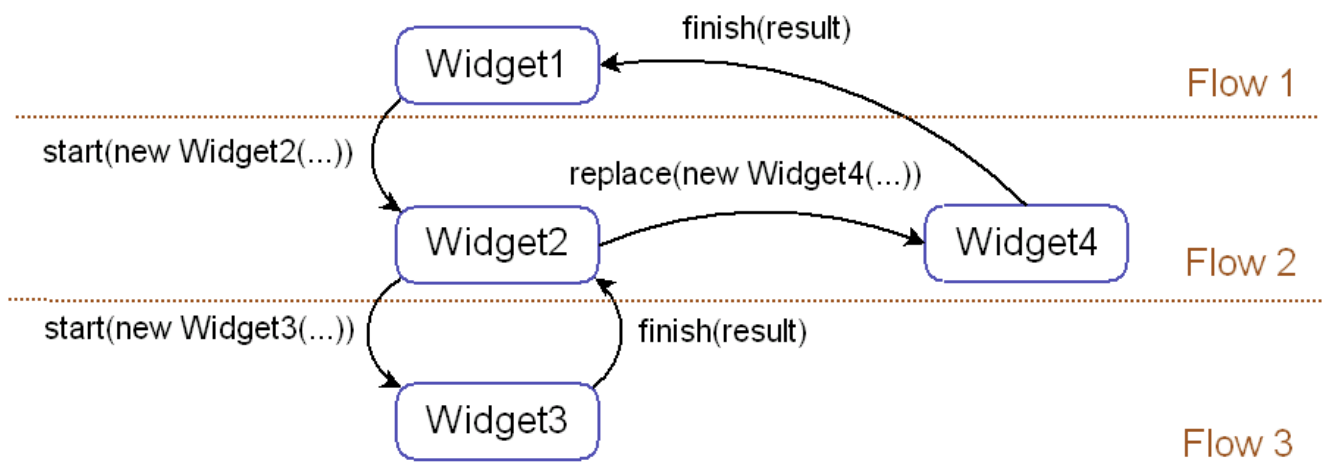 finish(result)
Widget1
Flow 1
start(new Widget2(...))
replace(new Widget4(...))
Widget2
Widget4
Flow 2
start(new Widget3(...))
finish(result)
Widget3
Flow 3